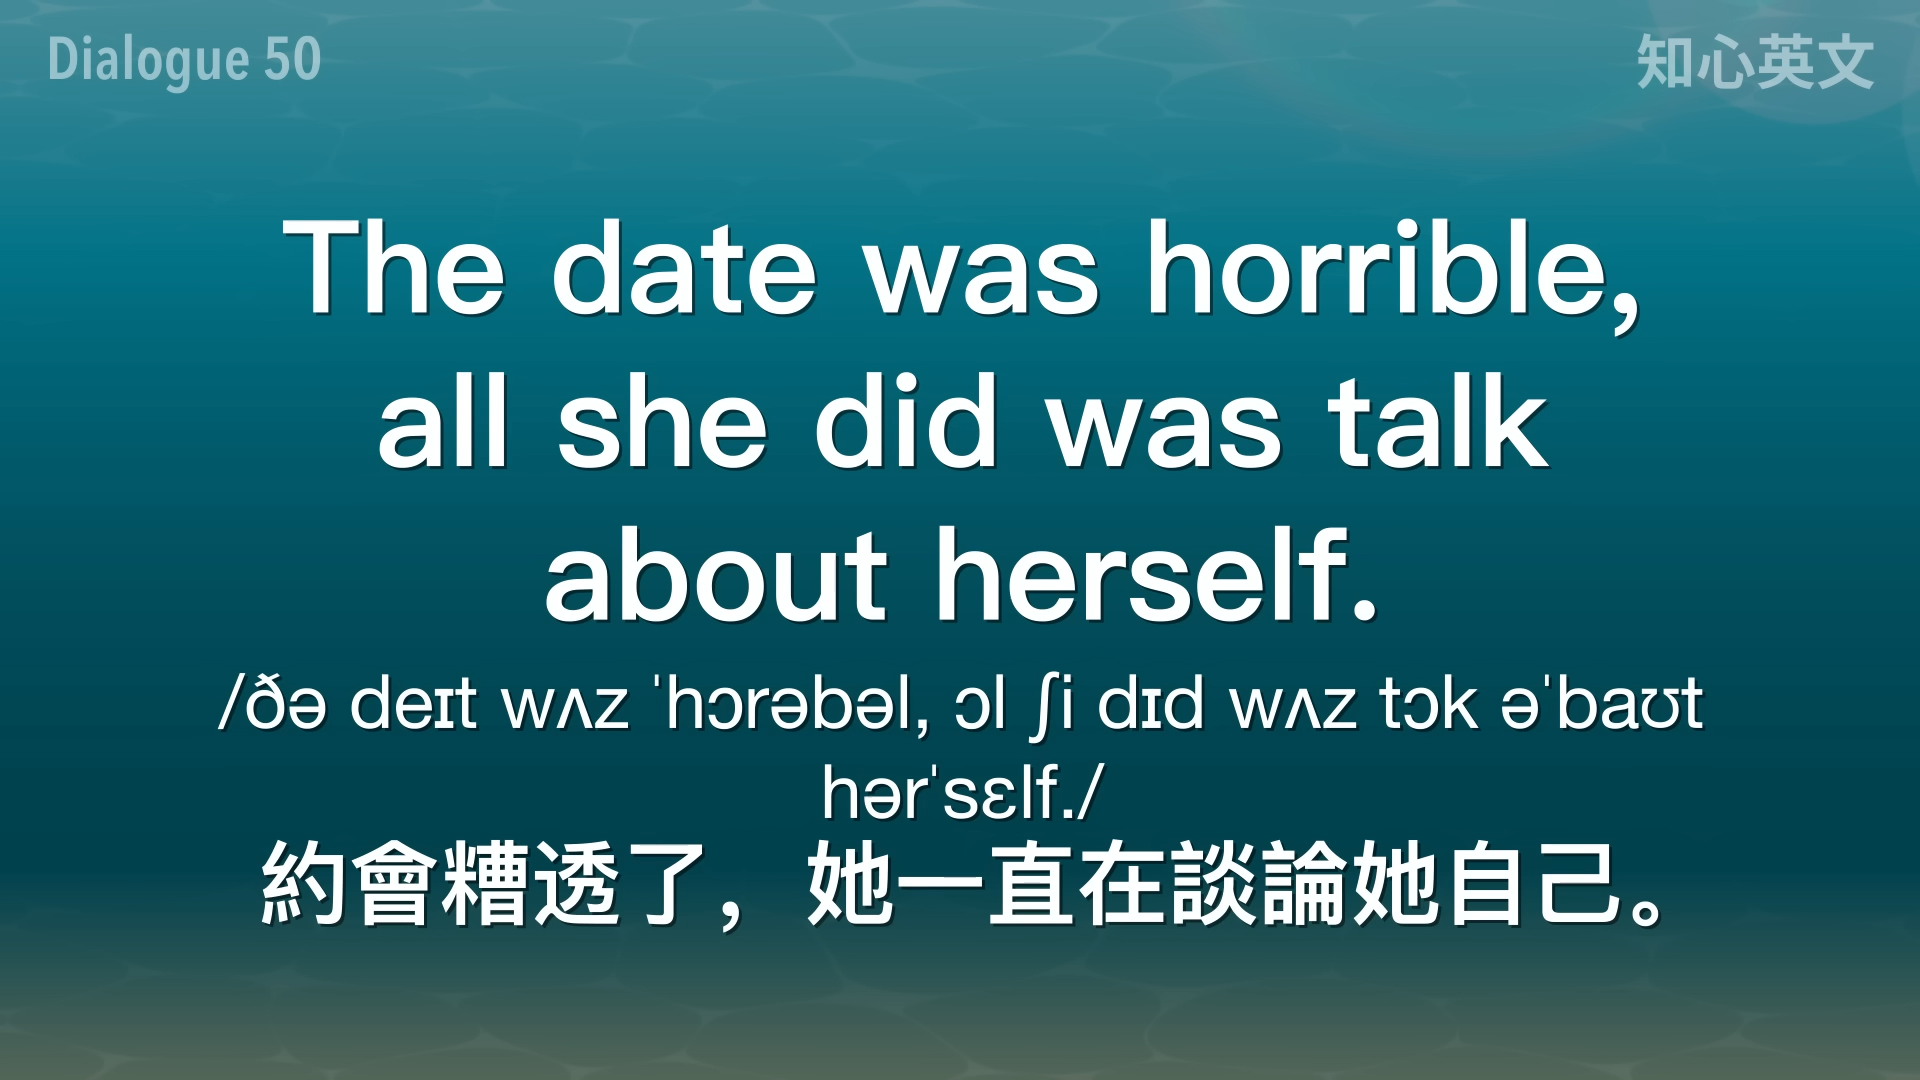 Dialogue 50
知心英文
The date was horrible,
all she did was talk
about herself.
/ðə deɪt wʌz ˈhɔrəbəl, ɔl ʃi dɪd wʌz tɔk əˈbaʊt
hərˈsɛlf./
約會糟透了，她一直在談論她自己。